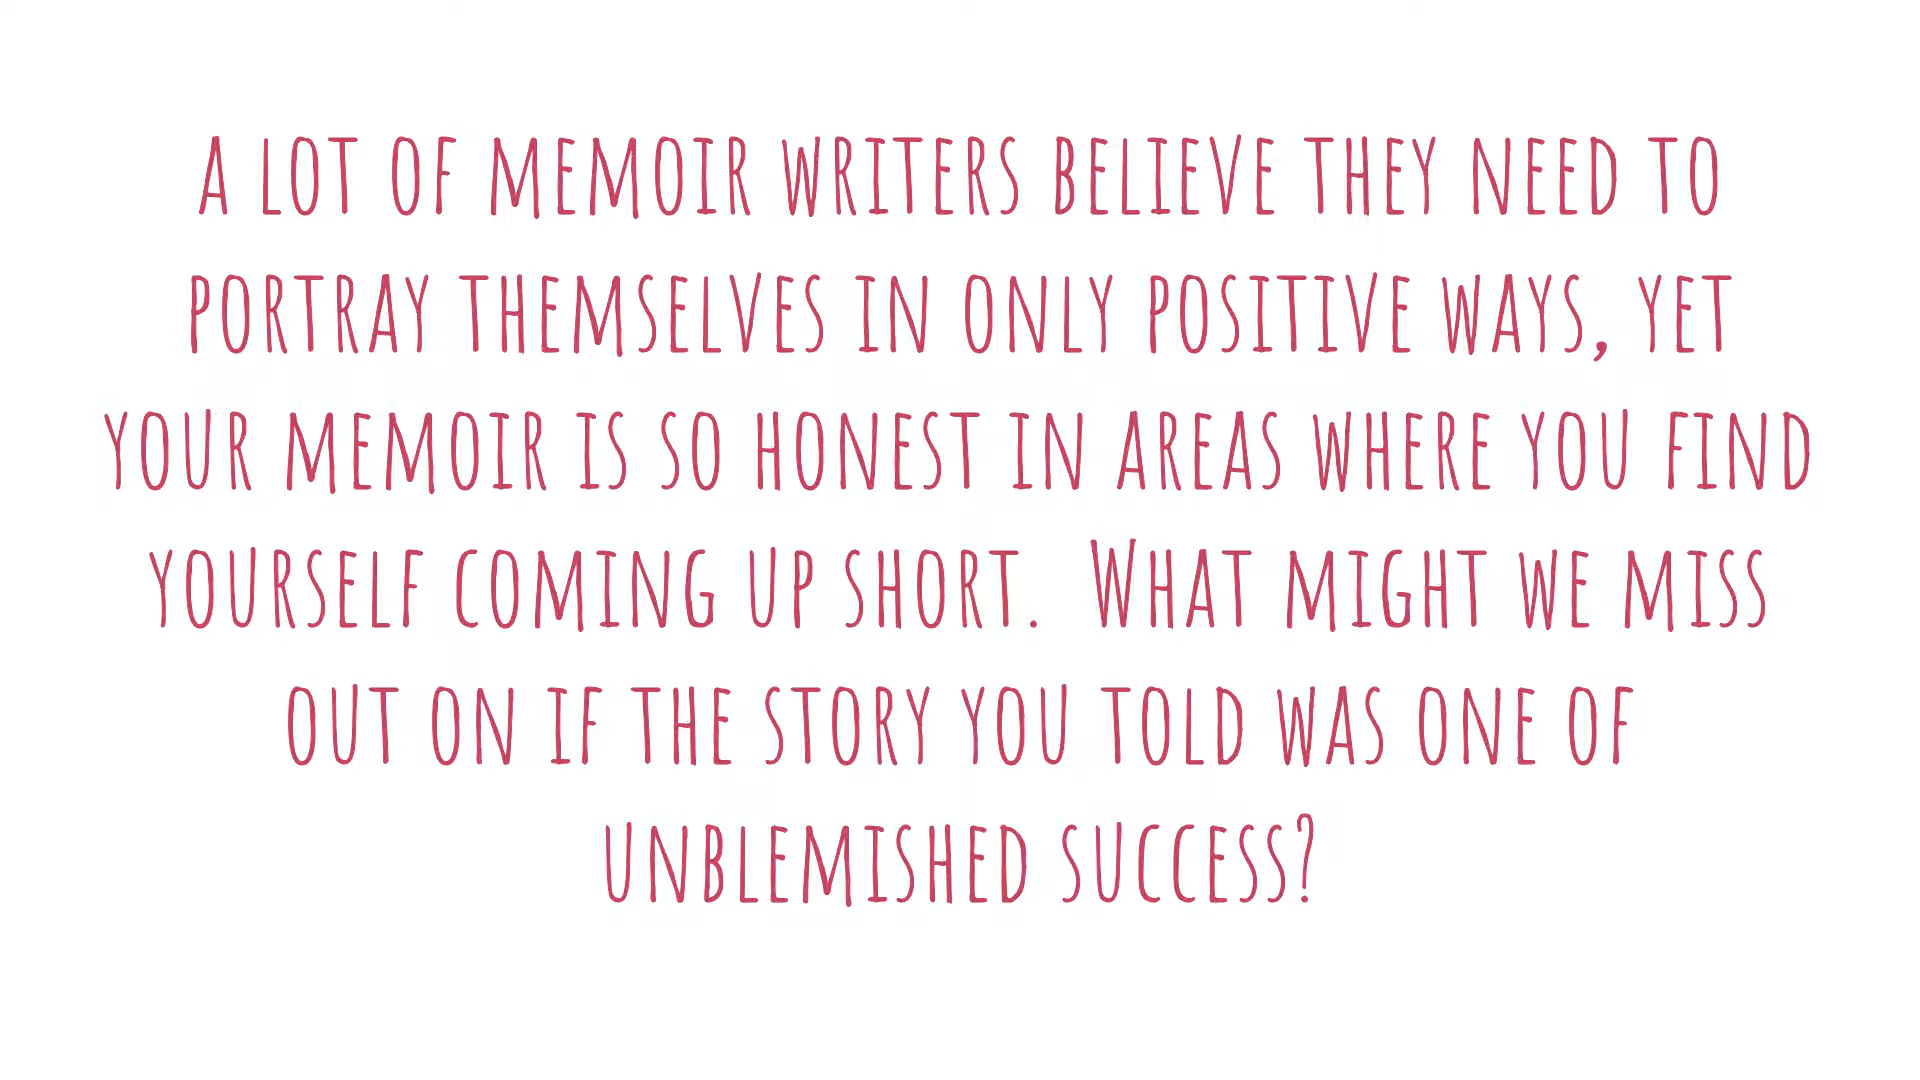 A LOT OF MEMOIR WRITERS BELIEVE THEY NEED TO
PORTRAY THEMSELVES IN ONLY POSITIVE WAYS, YET
YOUR MEMOIR IS SO HONEST IN AREAS WHERE YOU FIND
YOURSELF COMING UP SHORT. WHAT MIGHT WE MISS
OUT ON IF THE STORY YOU TOLD WAS ONE OF
UNBLEMISHED SUCCESS?